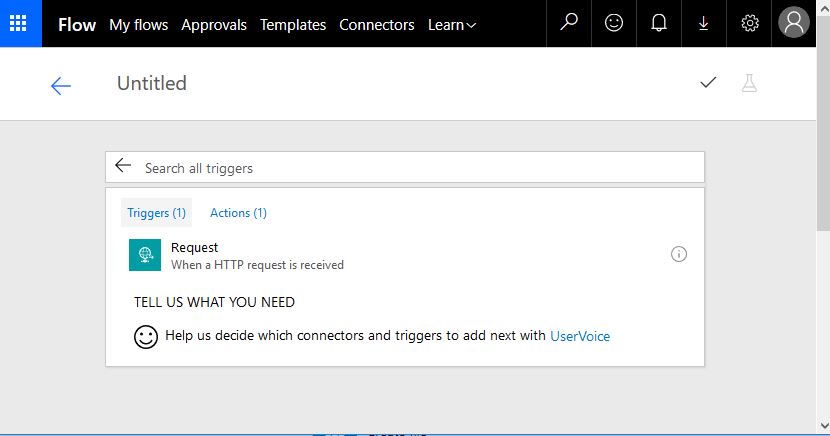 Flow My flows Approvals Templates Connectors Learn
Untitled
Search all triggers
Triggers (1) Actions (1)
Request
When a HTTP request is received
TELL US WHAT YOU NEED
Help us decide which connectors and triggers to add next with UserVoice